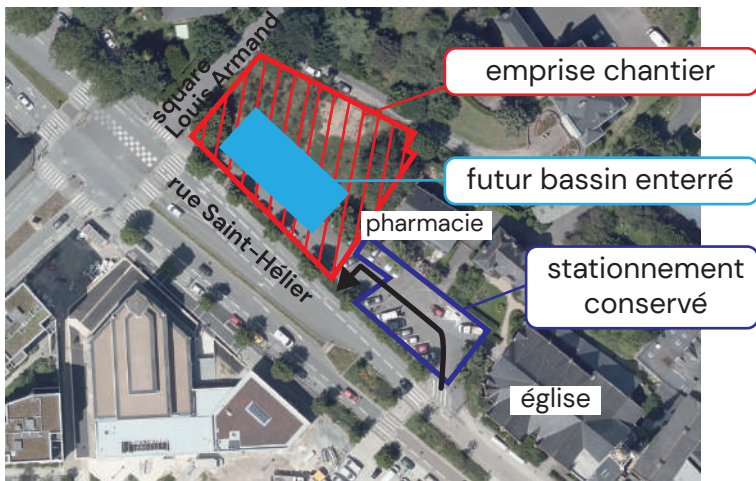 square
Louis Armand
emprise chantier
futur bassin enterré
rue Saint-Hélier
pharmacie
stationnement
conservé
église